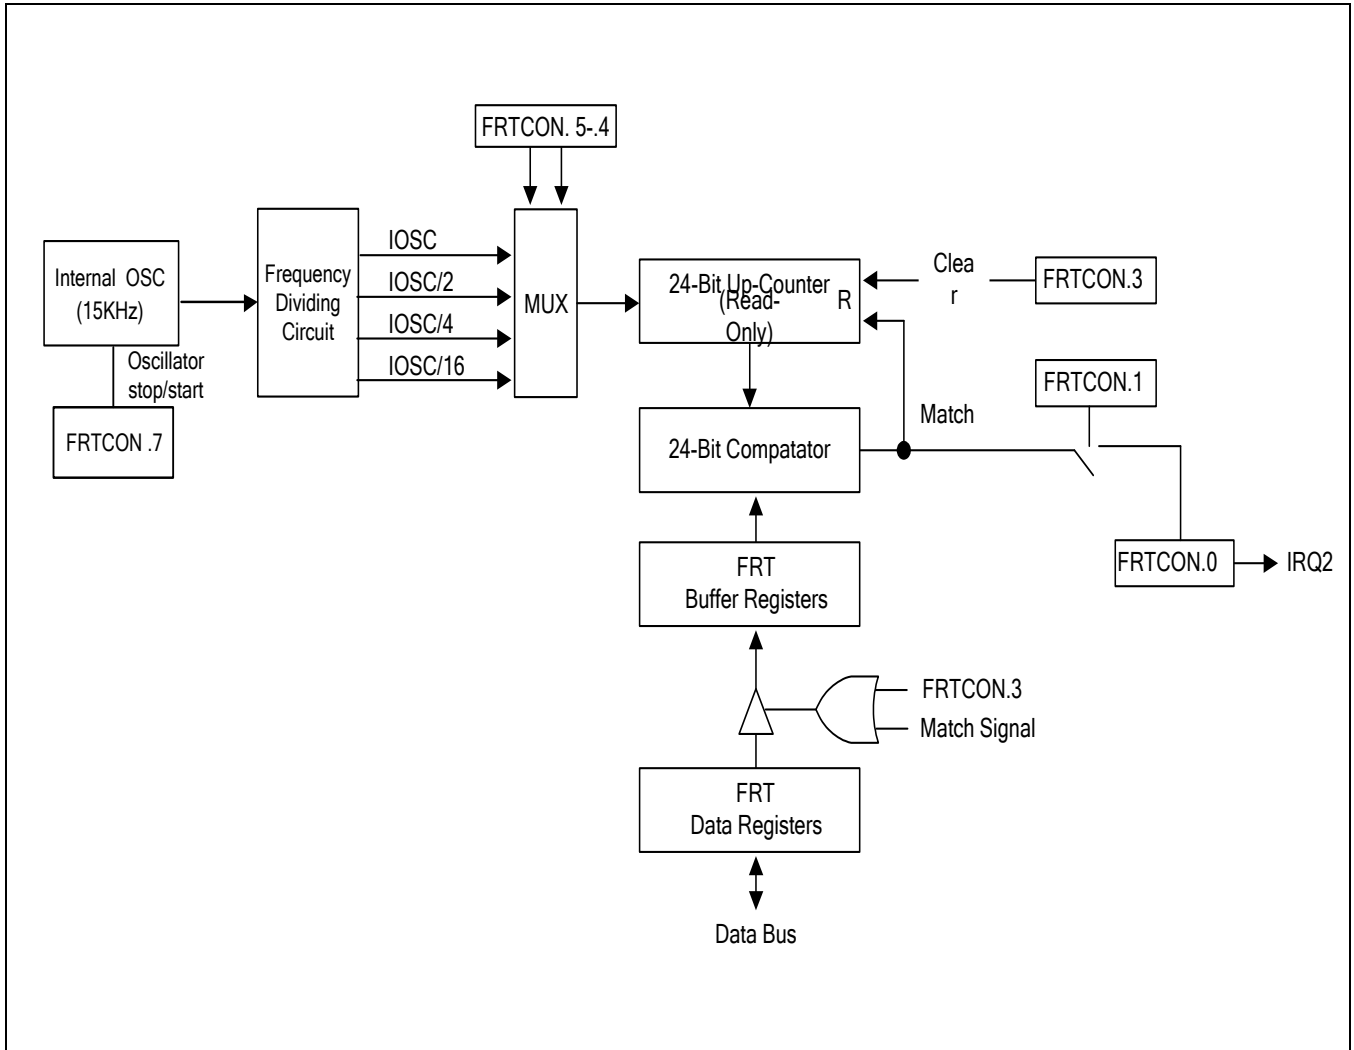 FRTCON. 5-.4
Internal OSC
(15KHz)
Oscillator
stop/start
FRTCON .7
Frequency
Dividing
Circuit
IOSC
IOSC/2
IOSC/4
IOSC/16
MUX
24-Bit Up-Counter
(Read-
Only)
R
Clea
r
FRTCON.3
FRTCON.1
Match
24-Bit Compatator
FRTCON.0
IRQ2
FRT
Buffer Registers
FRTCON.3
Match Signal
FRT
Data Registers
Data Bus